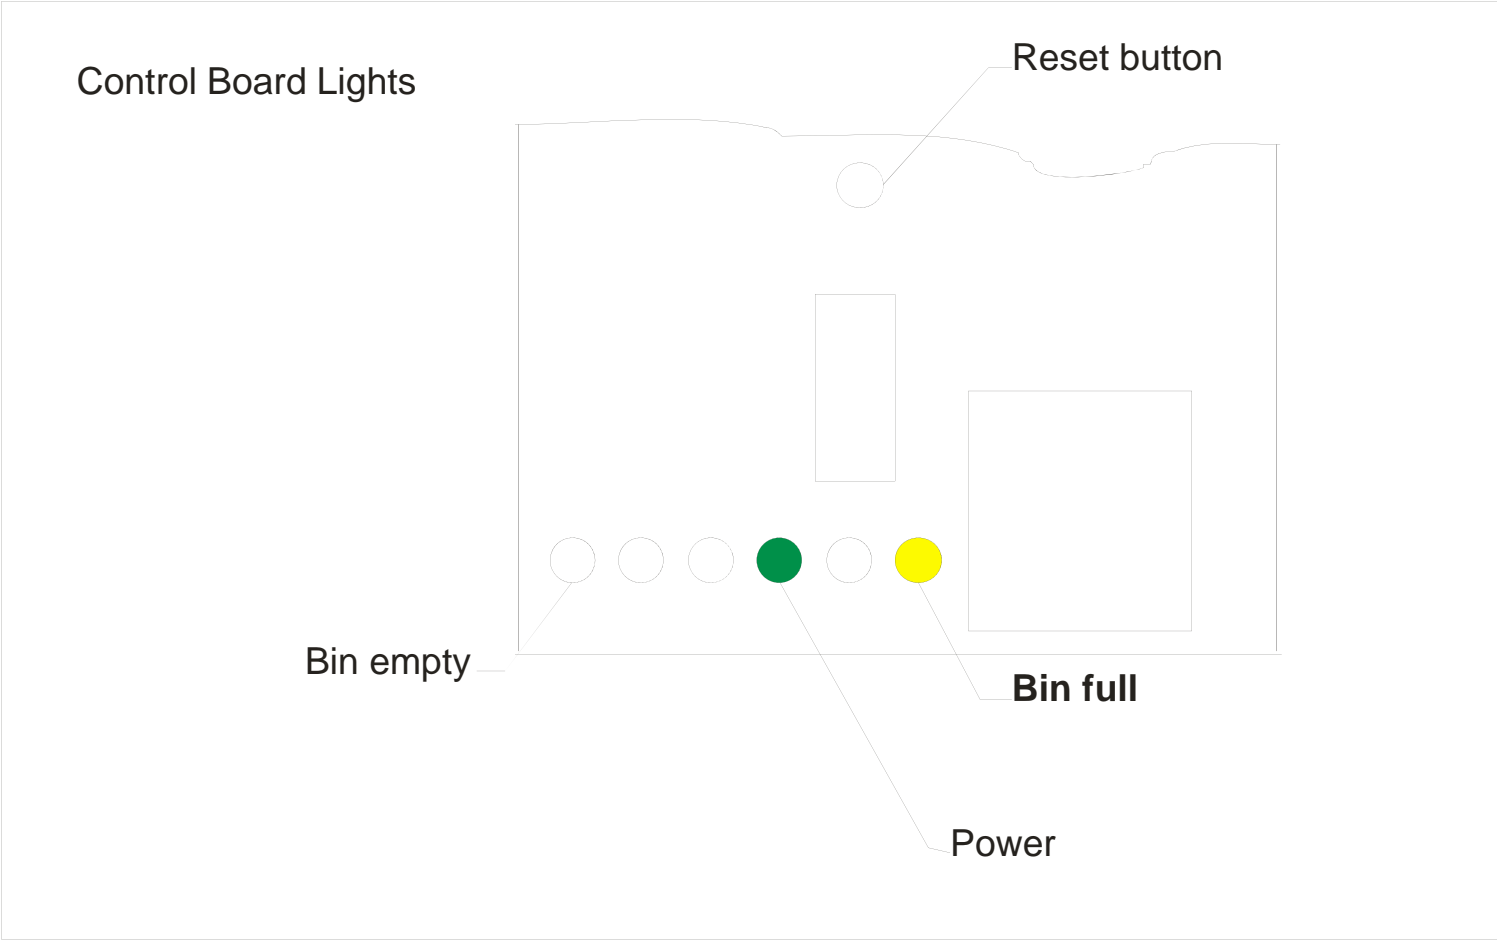 Control Board Lights
Reset button
Bin empty
Bin full
Power